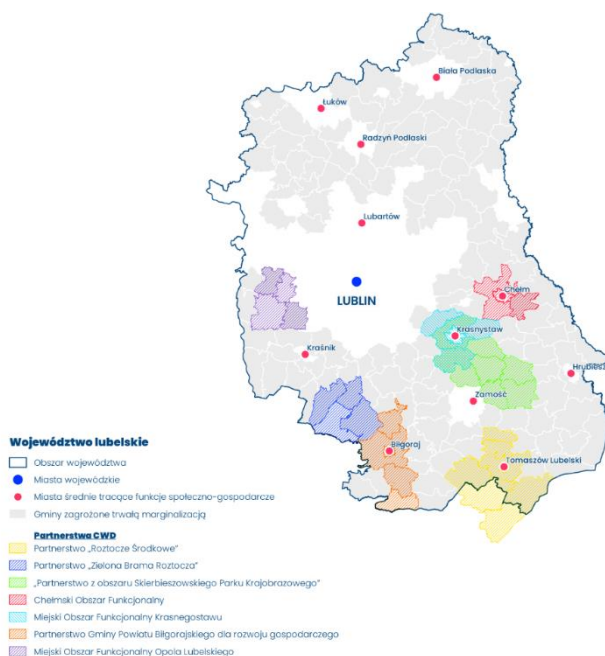 Biała Podlaska
Łuków
Radzyń Podlaski
Lubartów
LUBLIN
Chełm
Krasnystaw
Kraśnik
Hrubiesz
Zamość
Biłgoraj
Tomaszów Lubelski
Województwo lubelskie
Obszar województwa
Miasta wojewódzkie
Miasta średnie tracące funkcje społeczno-gospodarcze
Gminy zagrożone trwałą marginalizacją
Partnerstwa CWD
Partnerstwo „Roztocze Środkowe”
Partnerstwo „Zielona Brama Roztocza”
„Partnerstwo z obszaru Skierbieszowskiego Parku Krajobrazowego”
Chełmski Obszar Funkcjonalny
Miejski Obszar Funkcjonalny Krasnegostawu
Partnerstwo Gminy Powiatu Biłgorajskiego dla rozwoju gospodarczego
Miejski Obszar Funkcjonalny Opola Lubelskiego